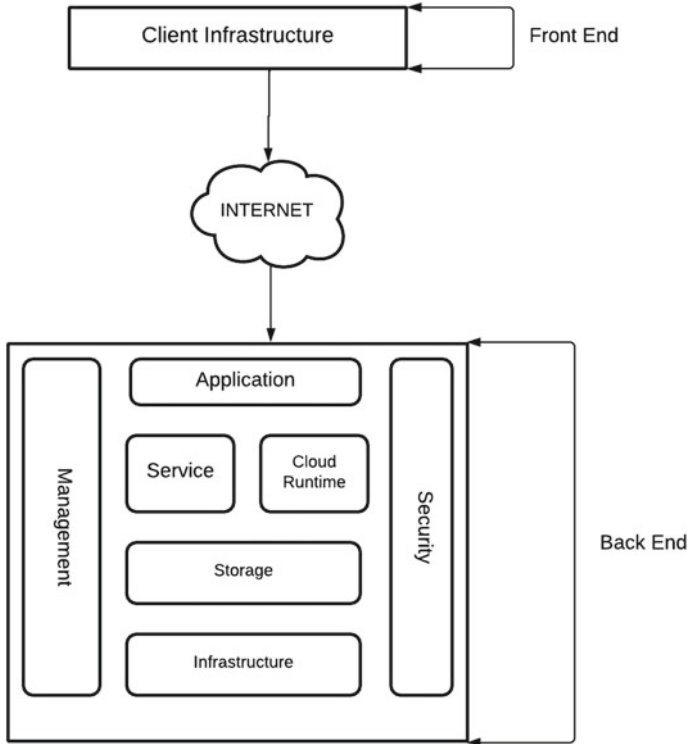 Client Infrastructure
Front End
INTERNET
Application
Management
Service
Cloud
Runtime
Security
Back End
Storage
Infrastructure